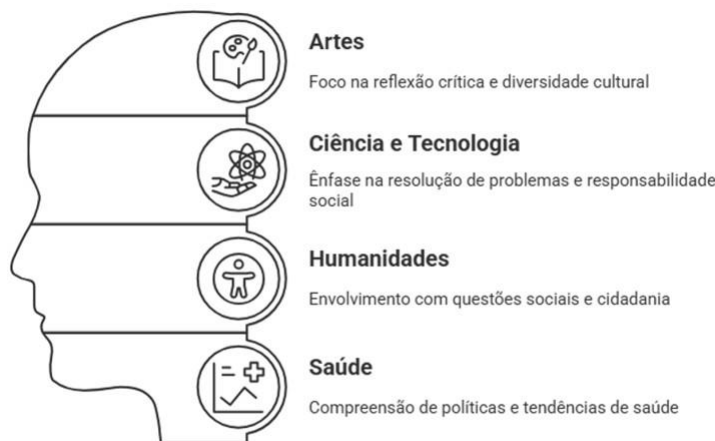 Artes
Foco na reflexão crítica e diversidade cultural
Ciência e Tecnologia
Ênfase na resolução de problemas e responsabilidade
social
Humanidades
Envolvimento com questões sociais e cidadania
Saúde
Compreensão de políticas e tendências de saúde